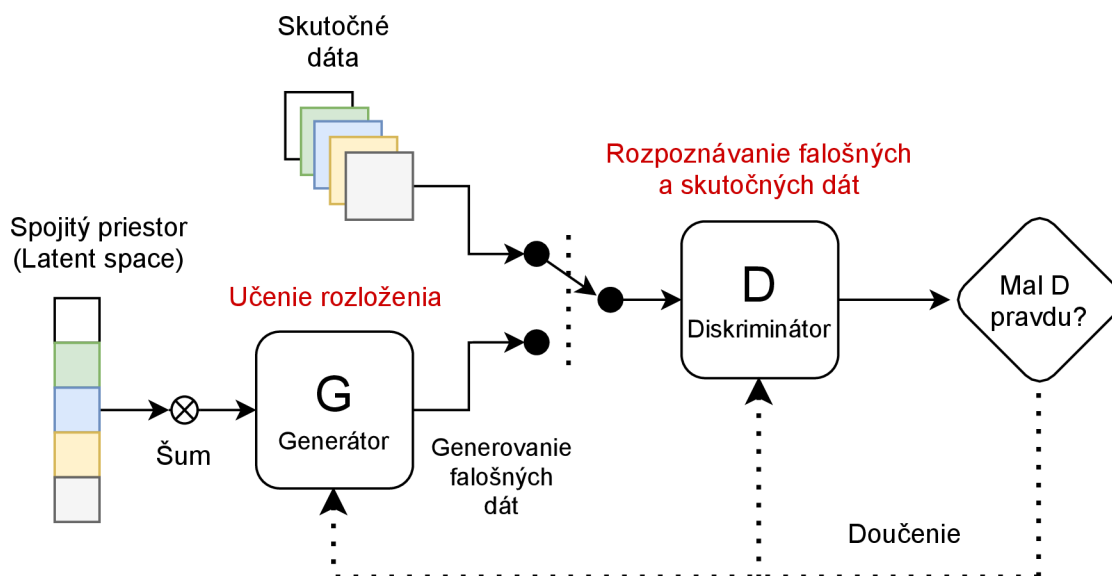 Skutočné
dáta
Rozpoznávanie falošných
a skutočných dát
Spojitý priestor
(Latent space)
Učenie rozloženia
D
Diskriminátor
Mal D
pravdu?
G
Generátor
Šum
Generovanie
falošných
dát
Doučenie